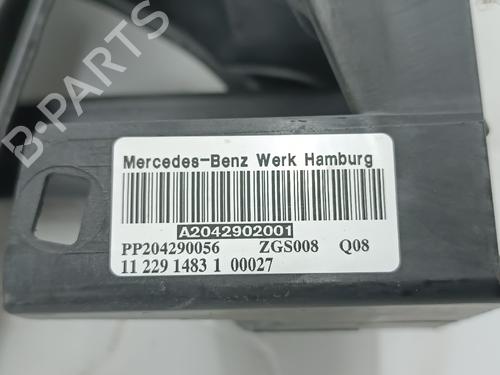 B-PARTS
Mercedes-Benz Werk Hamburg
A2042902001
PP204290056 ZGS008 Q08
11 229 1483 1 00027